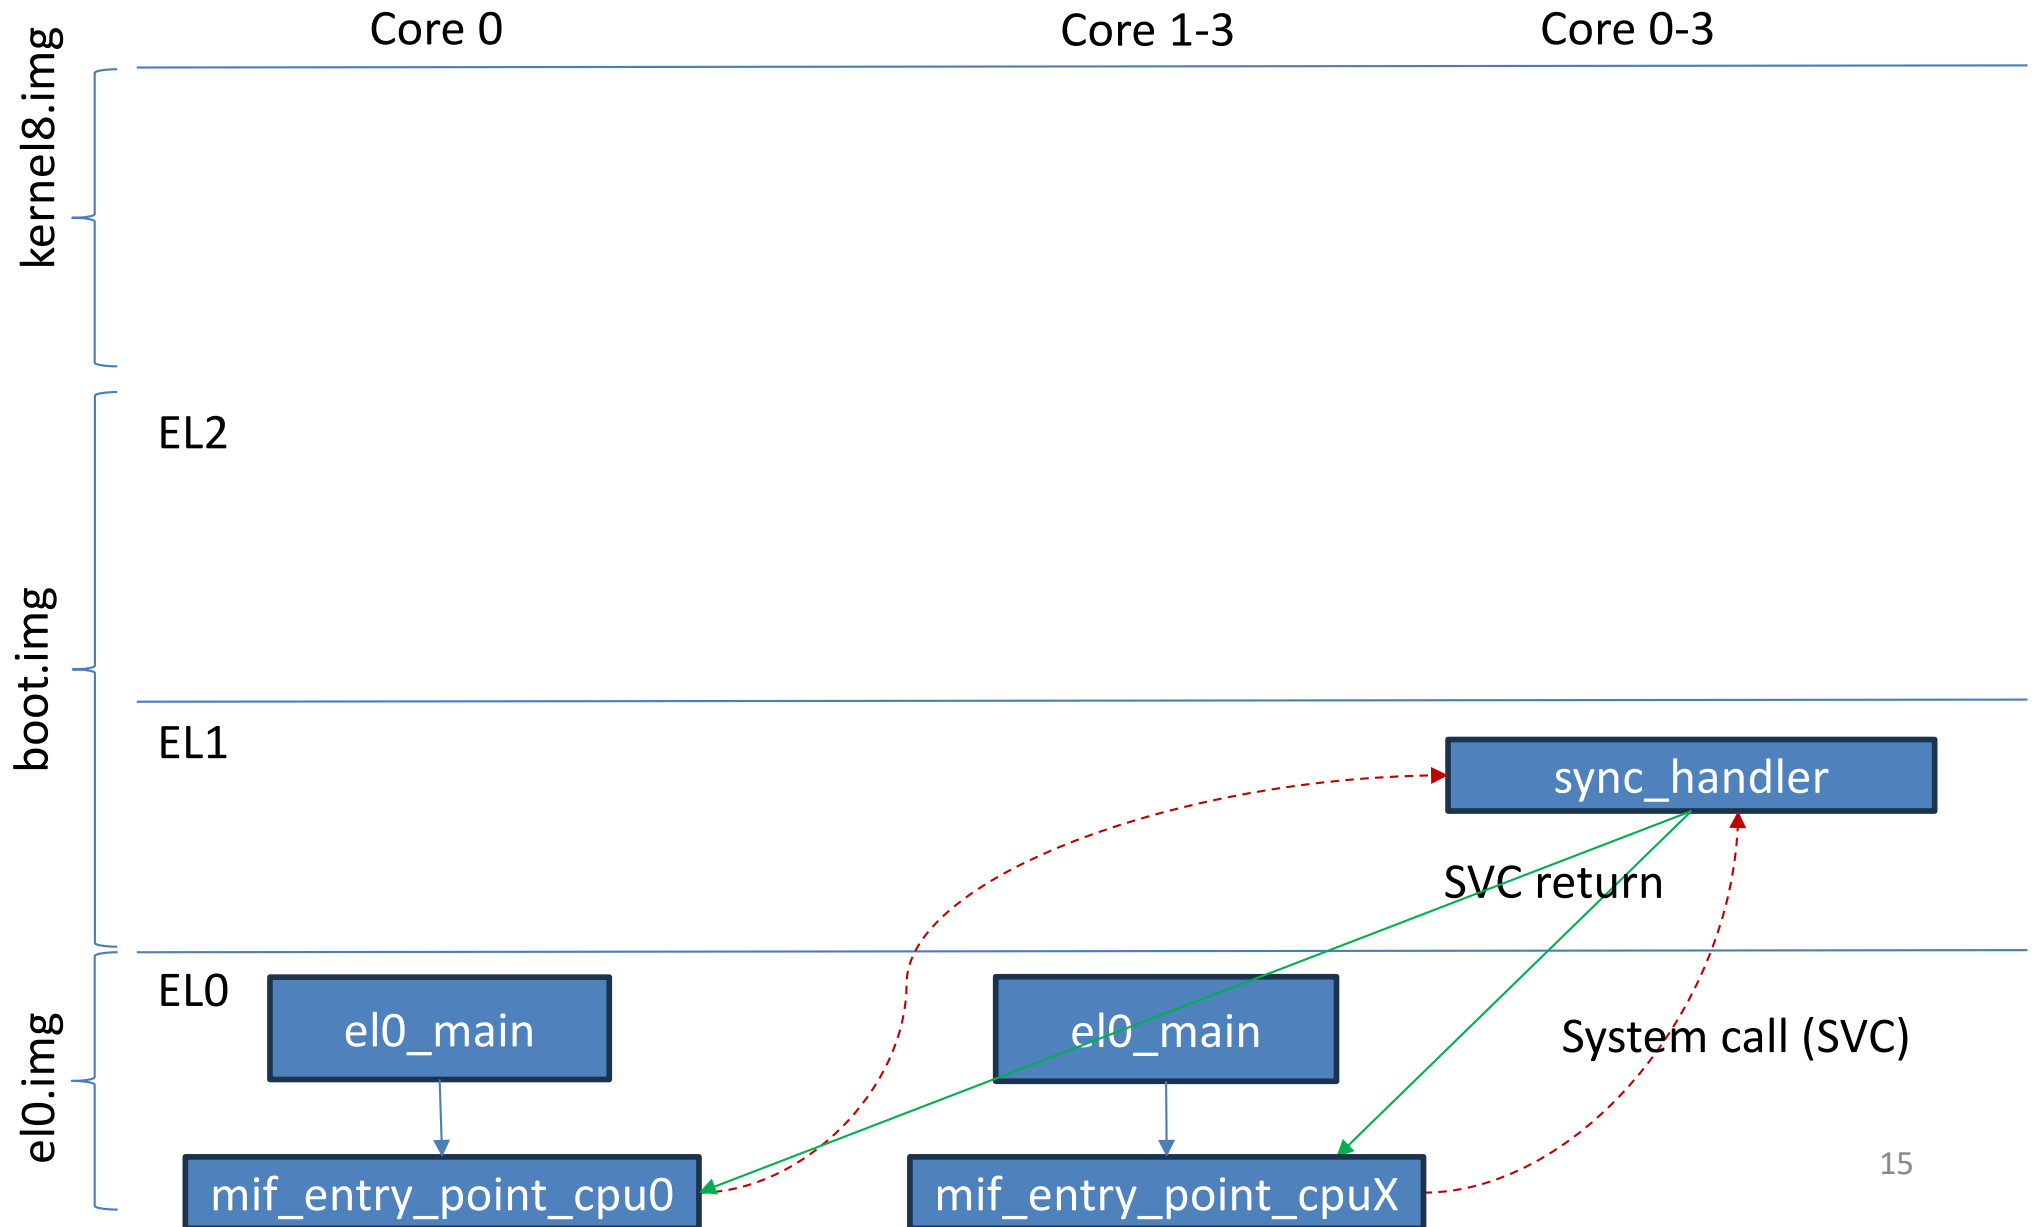 Core 0
Core 1-3
Core 0-3
kernel8.img
EL2
boot.img
EL1
sync_handler
SVC return
EL0
el0_main
el0_main
System call (SVC)
el0.img
mif_entry_point_cpu0
mif_entry_point_cpuX
15